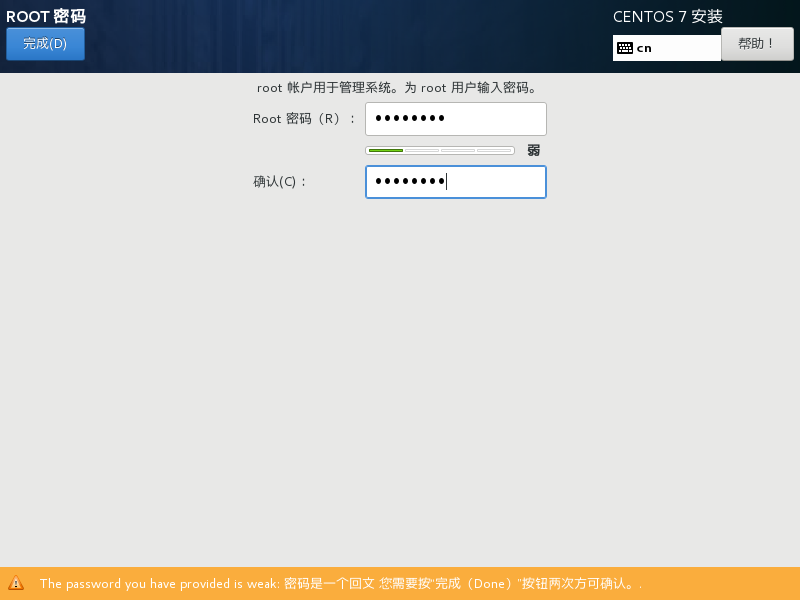 ROOT 密码
CENTOS 7 安装
完成(D)
cn
帮助！
root 帐户用于管理系统。为 root 用户输入密码。
Root 密码（R）：
••••••••
弱
确认(C)：
••••••••
The password you have provided is weak: 密码是一个回文 您需要按“完成（Done）”按钮两次方可确认。.